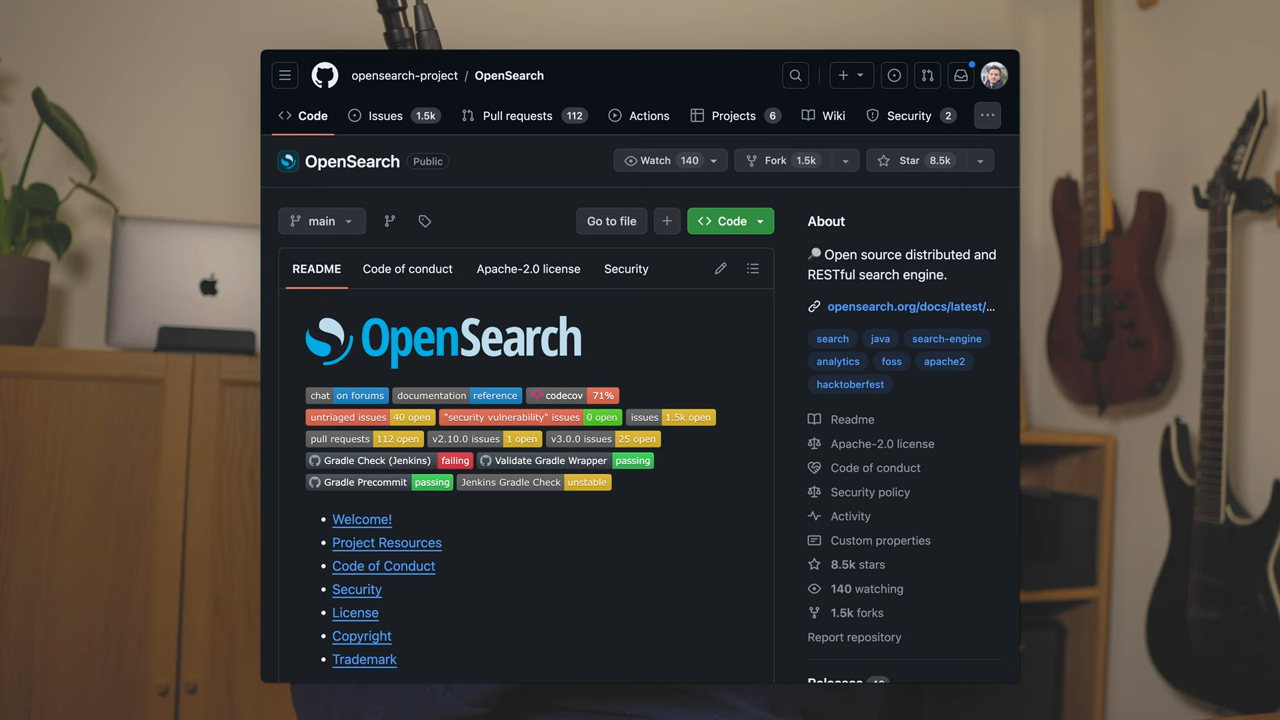 opensearch-project / OpenSearch
Code Issues 1.5k Pull requests 112 Actions Projects 6 Wiki Security 2
OpenSearch Public Watch 140 Fork 1.5k Star 8.5k
main Go to file Code
README Code of conduct Apache-2.0 license Security
OpenSearch
chat on forums documentation reference codecov 71%
untriaged issues 40 open "security vulnerability" issues 0 open issues 1.5k open
pull requests 112 open v2.10.0 issues 1 open v3.0.0 issues 25 open
Gradle Check (Jenkins) failing Validate Gradle Wrapper passing
Gradle Precommit passing Jenkins Gradle Check unstable
Welcome!
Project Resources
Code of Conduct
Security
License
Copyright
Trademark
About
Open source distributed and
RESTful search engine.
opensearch.org/docs/latest/...
search java search-engine
analytics foss apache2
hacktoberfest
Readme
Apache-2.0 license
Code of conduct
Security policy
Activity
Custom properties
8.5k stars
140 watching
1.5k forks
Report repository
Releases